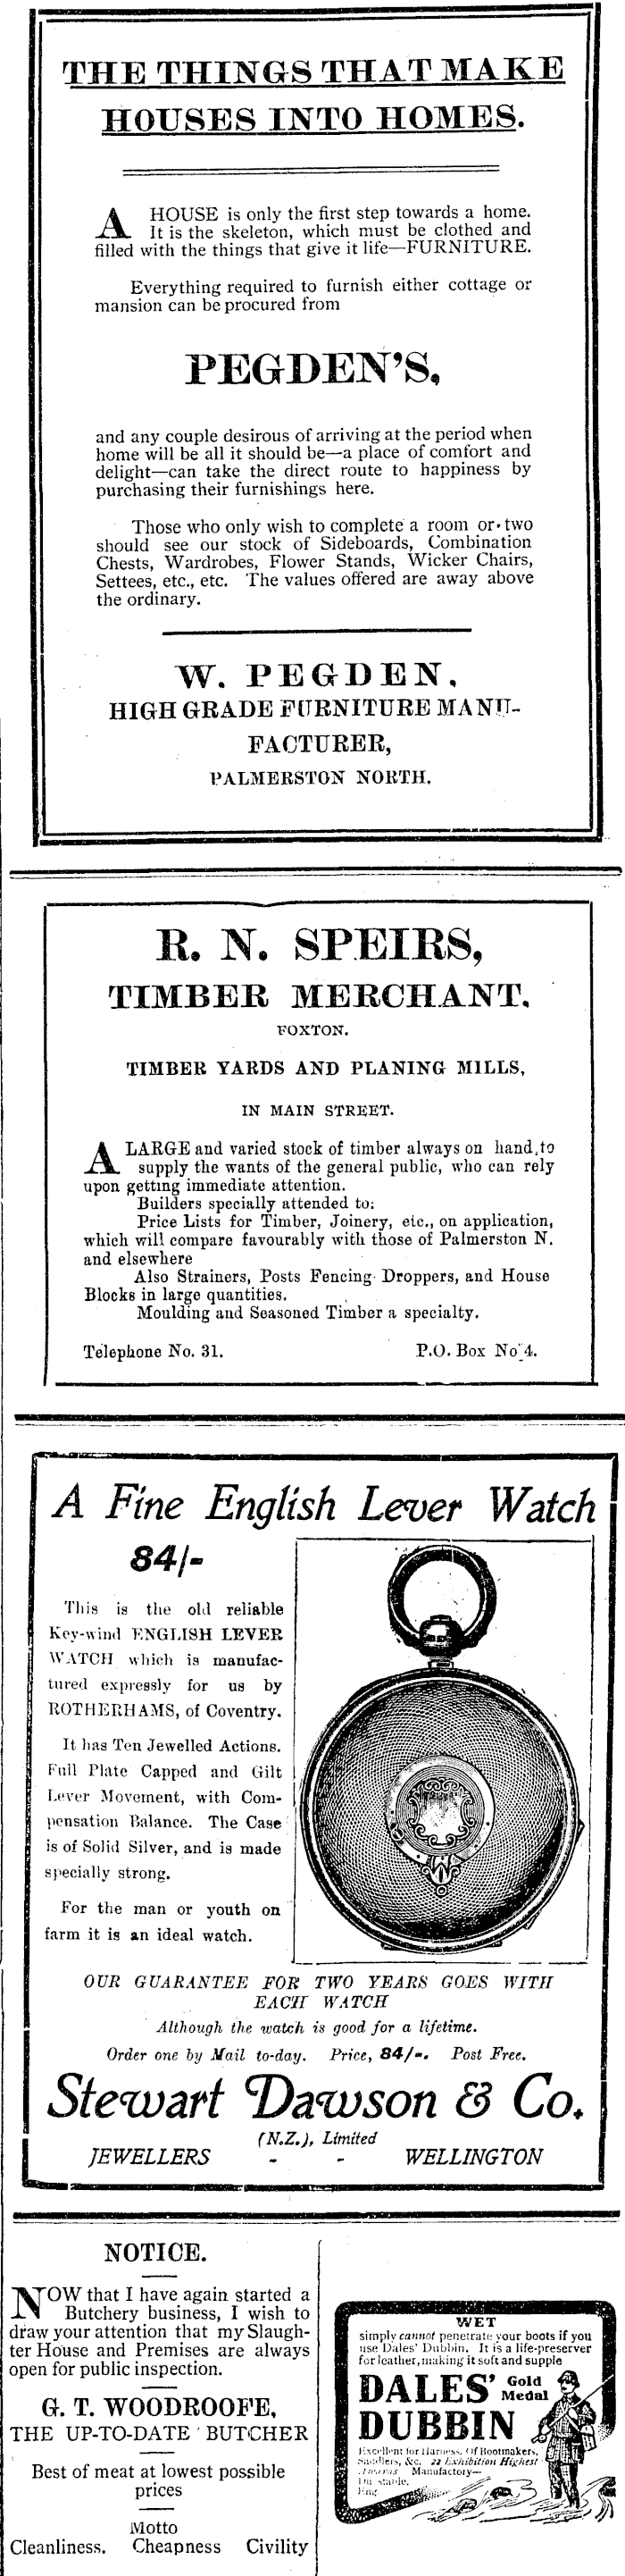 THE THINGS THAT MAKE
HOUSES INTO HOMES.
A HOUSE is only the first step towards a home.
It is the skeleton, which must be clothed and
filled with the things that give it life—FURNITURE.
Everything required to furnish either cottage or
mansion can be procured from
PEGDEN'S,
and any couple desirous of arriving at the period when
home will be all it should be—a place of comfort and
delight—can take the direct route to happiness by
purchasing their furnishings here.
Those who only wish to complete a room or two
should see our stock of Sideboards, Combination
Chests, Wardrobes, Flower Stands, Wicker Chairs,
Settees, etc., etc. The values offered are away above
the ordinary.
W. PEGDEN,
HIGH GRADE FURNITURE MANU-
FACTURER,
PALMERSTON NORTH.
R. N. SPEIRS,
TIMBER MERCHANT,
FOXTON.
TIMBER YARDS AND PLANING MILLS,
IN MAIN STREET.
A LARGE and varied stock of timber always on hand to
supply the wants of the general public, who can rely
upon getting immediate attention.
Builders specially attended to:
Price Lists for Timber, Joinery, etc., on application,
which will compare favourably with those of Palmerston N.
and elsewhere
Also Strainers, Posts Fencing Droppers, and House
Blocks in large quantities.
Moulding and Seasoned Timber a specialty.
Telephone No. 31. P.O. Box No 4.
A Fine English Lever Watch
84/-
This is the old reliable
Key-wind ENGLISH LEVER
WATCH which is manufac-
tured expressly for us by
ROTHERHAMS, of Coventry.
It has Ten Jewelled Actions.
Full Plate Capped and Gilt
Lever Movement, with Com-
pensation Balance. The Case
is of Solid Silver, and is made
specially strong.
For the man or youth on
farm it is an ideal watch.
OUR GUARANTEE FOR TWO YEARS GOES WITH
EACH WATCH
Although the watch is good for a lifetime.
Order one by Mail to-day. Price, 84/-. Post Free.
Stewart Dawson & Co.
(N.Z.), Limited
JEWELLERS - - WELLINGTON
NOTICE.
NOW that I have again started a
Butchery business, I wish to
draw your attention that my Slaugh-
ter House and Premises are always
open for public inspection.
G. T. WOODROOFE,
THE UP-TO-DATE BUTCHER
Best of meat at lowest possible
prices
Motto
Cleanliness. Cheapness Civility
WET
simply cannot penetrate your boots if you
use Dales' Dubbin. It is a life-preserver
for leather, making it soft and supple
DALES' Gold
Medal
DUBBIN
Excellent for Harness. Of Bootmakers,
Saddlers, &c. 22 Exhibition Highest
Manufactory—
Eng